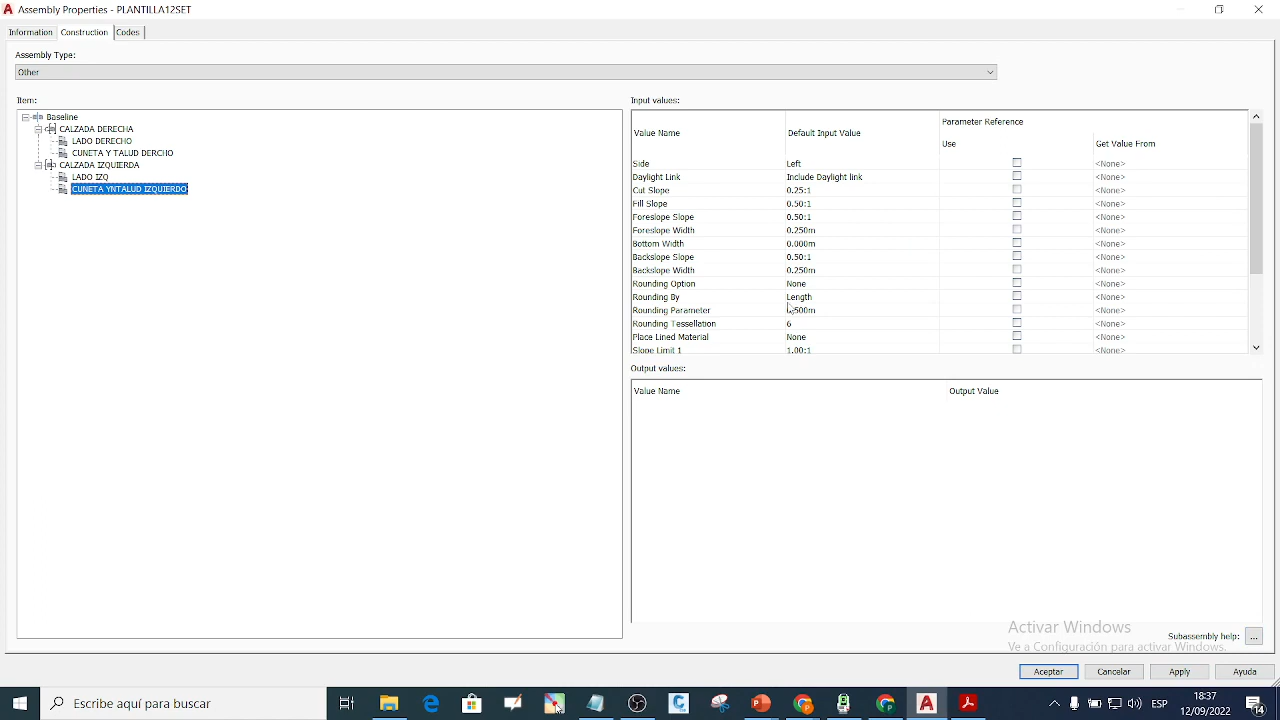 Assembly Properties - PLANTILLA12SET
Information Construction Codes
Assembly Type:
Other
Item:
Baseline
CALZADA DERECHA
LADO DERECHO
CUNETA Y TALUD DERCHO
CALZADA IZQUIERDA
LADO IZQ
CUNETA YNTALUD IZQUIERDO
Input values:
Value Name Default Input Value Parameter Reference
Use Get Value From
Side Left <None>
Daylight Link Include Daylight link <None>
Cut Slope 0.25:1 <None>
Fill Slope 0.50:1 <None>
Foreslope Slope 0.50:1 <None>
Foreslope Width 0.250m <None>
Bottom Width 0.000m <None>
Backslope Slope 0.50:1 <None>
Backslope Width 0.250m <None>
Rounding Option None <None>
Rounding By Length <None>
Rounding Parameter <None>
Rounding Tessellation 6 <None>
Place Lined Material None <None>
Slope Limit 1 1.00:1 <None>
Output values:
Value Name Output Value
Activar Windows
Ve a Configuración para activar Windows.
Subassembly help: ...
Aceptar Cancelar Apply Ayuda
Escribe aquí para buscar
ESP
18:37
12/09/2022